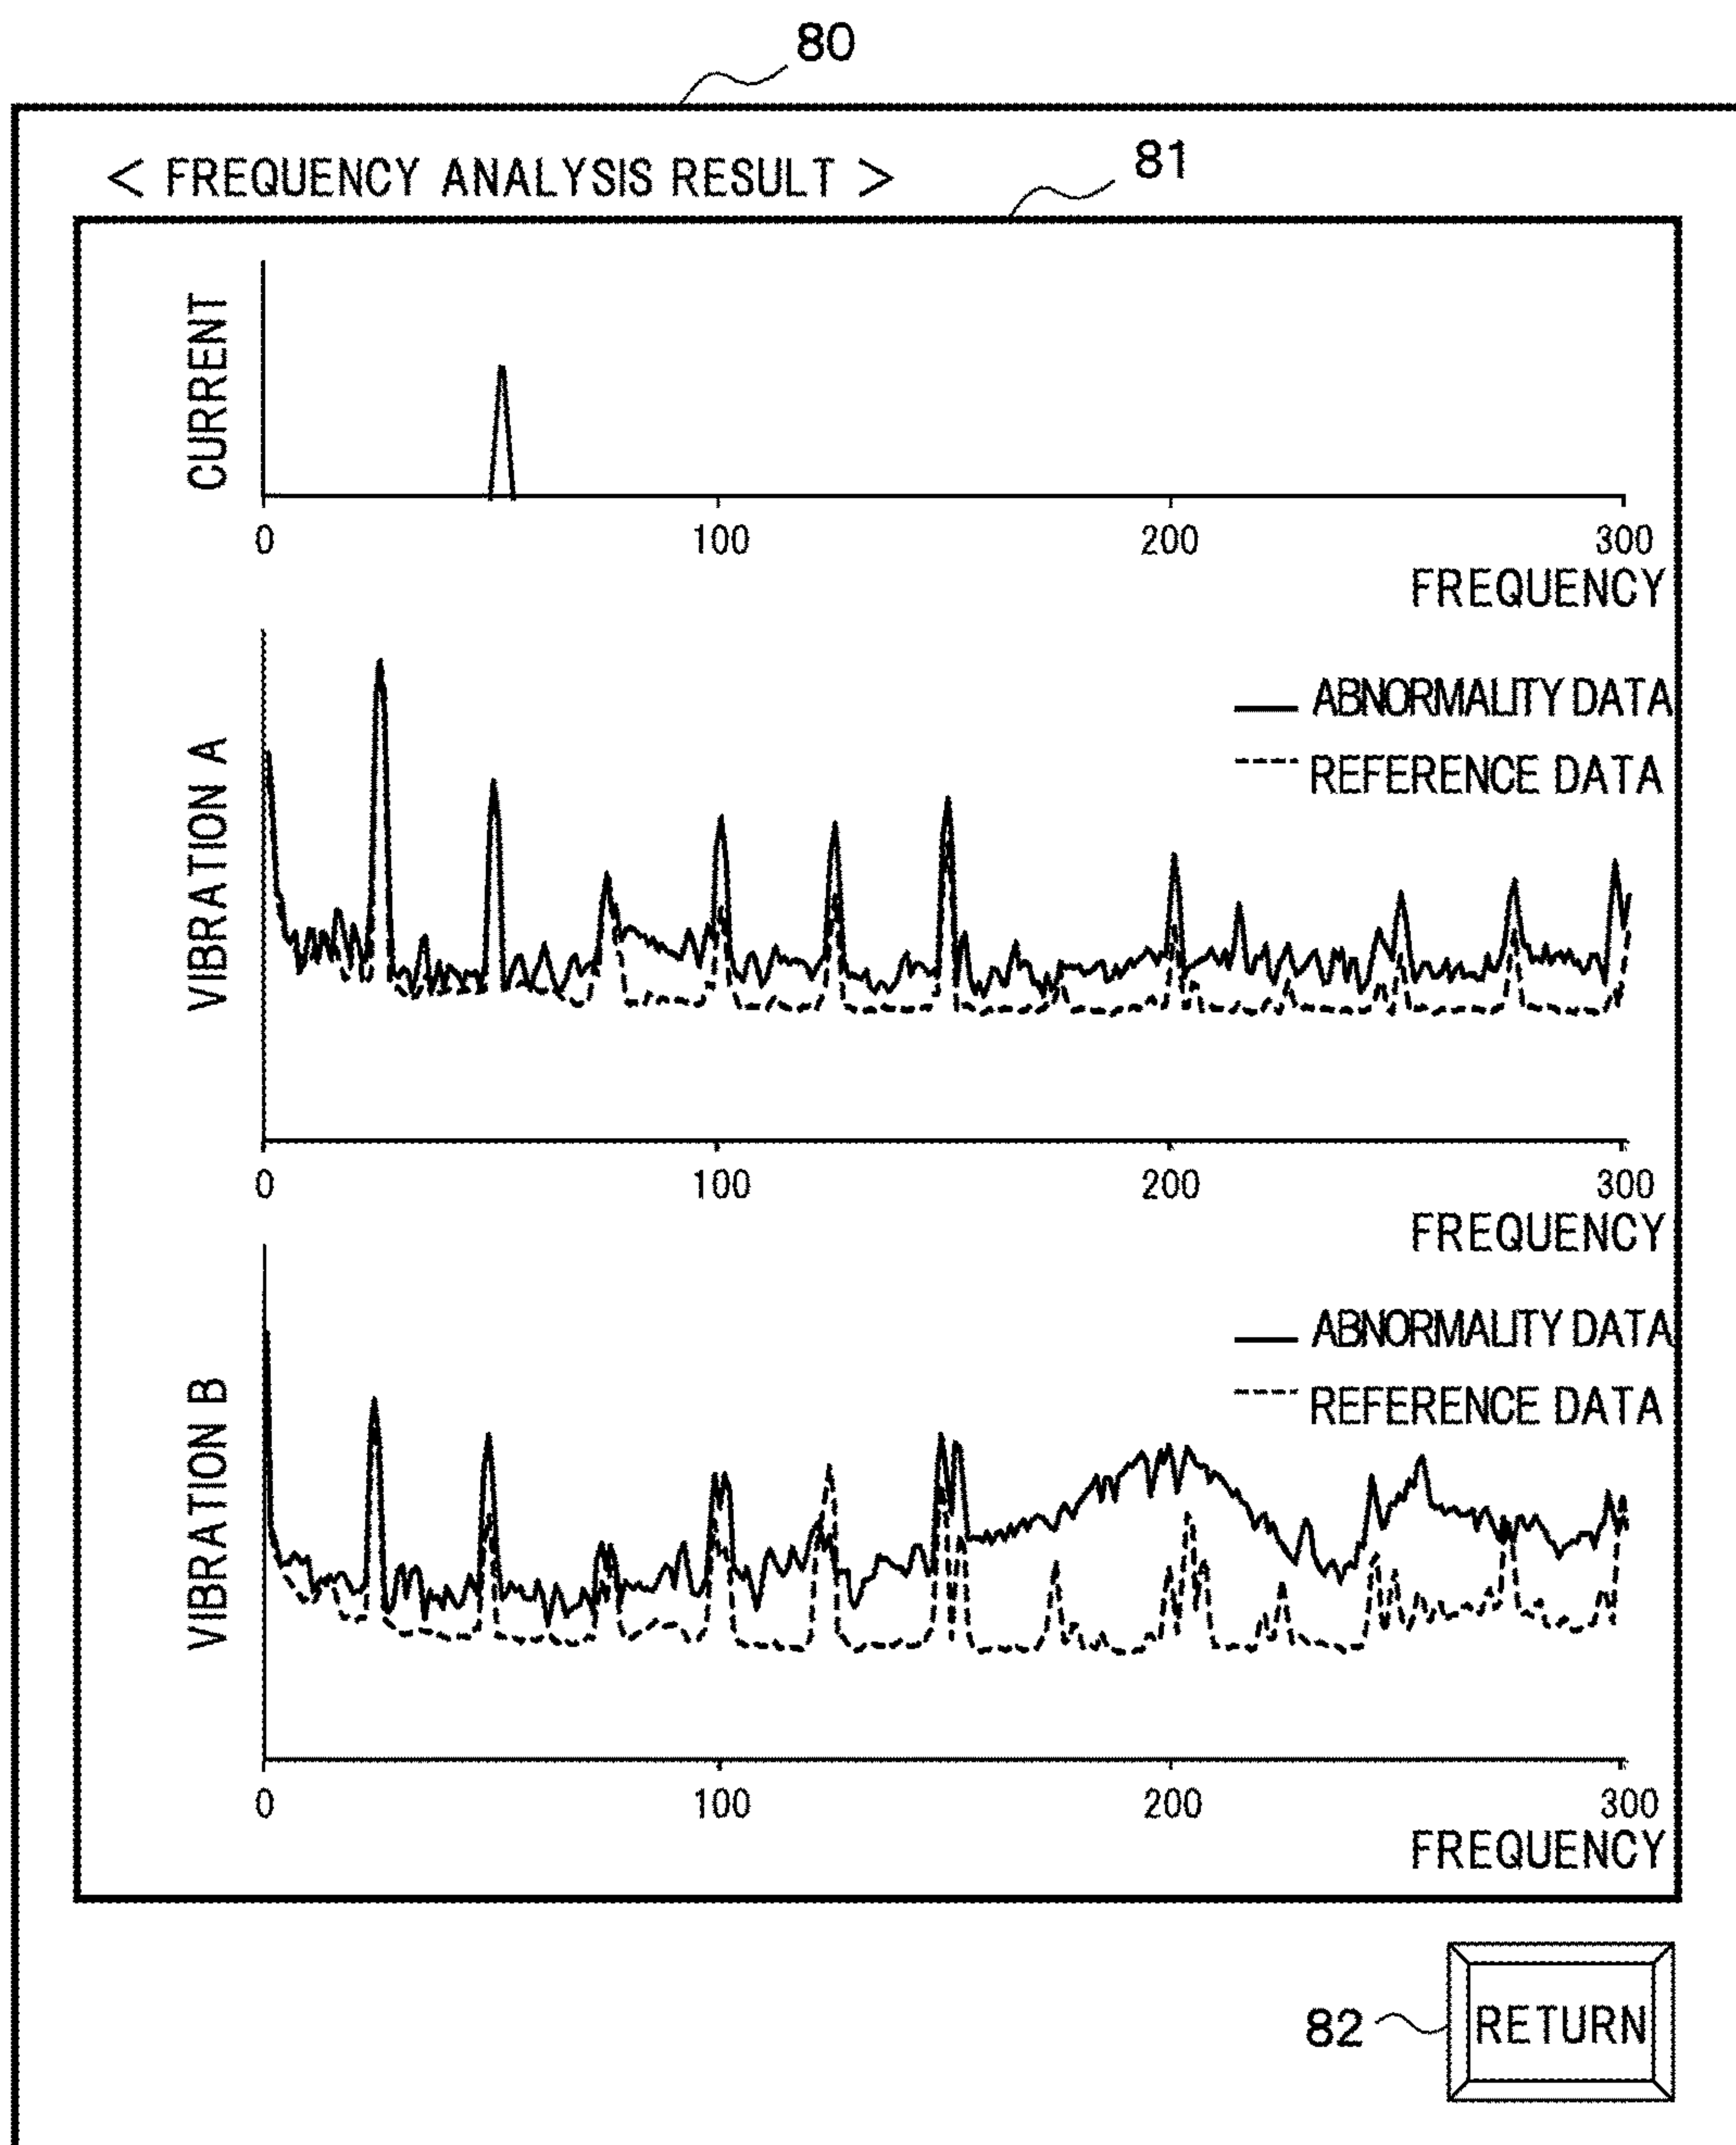 80
< FREQUENCY ANALYSIS RESULT >
81
CURRENT
0 100 200 300
FREQUENCY
VIBRATION A
ABNORMALITY DATA
REFERENCE DATA
0 100 200 300
FREQUENCY
VIBRATION B
ABNORMALITY DATA
REFERENCE DATA
0 100 200 300
FREQUENCY
82
RETURN